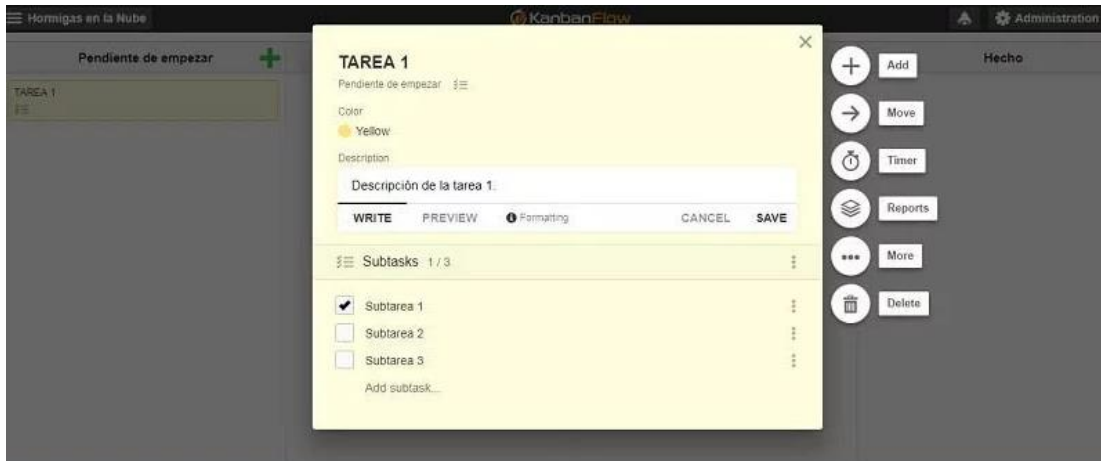 Hormigas en la Nube
KanbanFlow
Administration
Pendiente de empezar
Hecho
TAREA 1
TAREA 1
Pendiente de empezar
Color
Yellow
Description
Descripción de la tarea 1.
WRITE PREVIEW Formatting CANCEL SAVE
Subtasks 1 / 3
Subtarea 1
Subtarea 2
Subtarea 3
Add subtask...
Add
Move
Timer
Reports
More
Delete